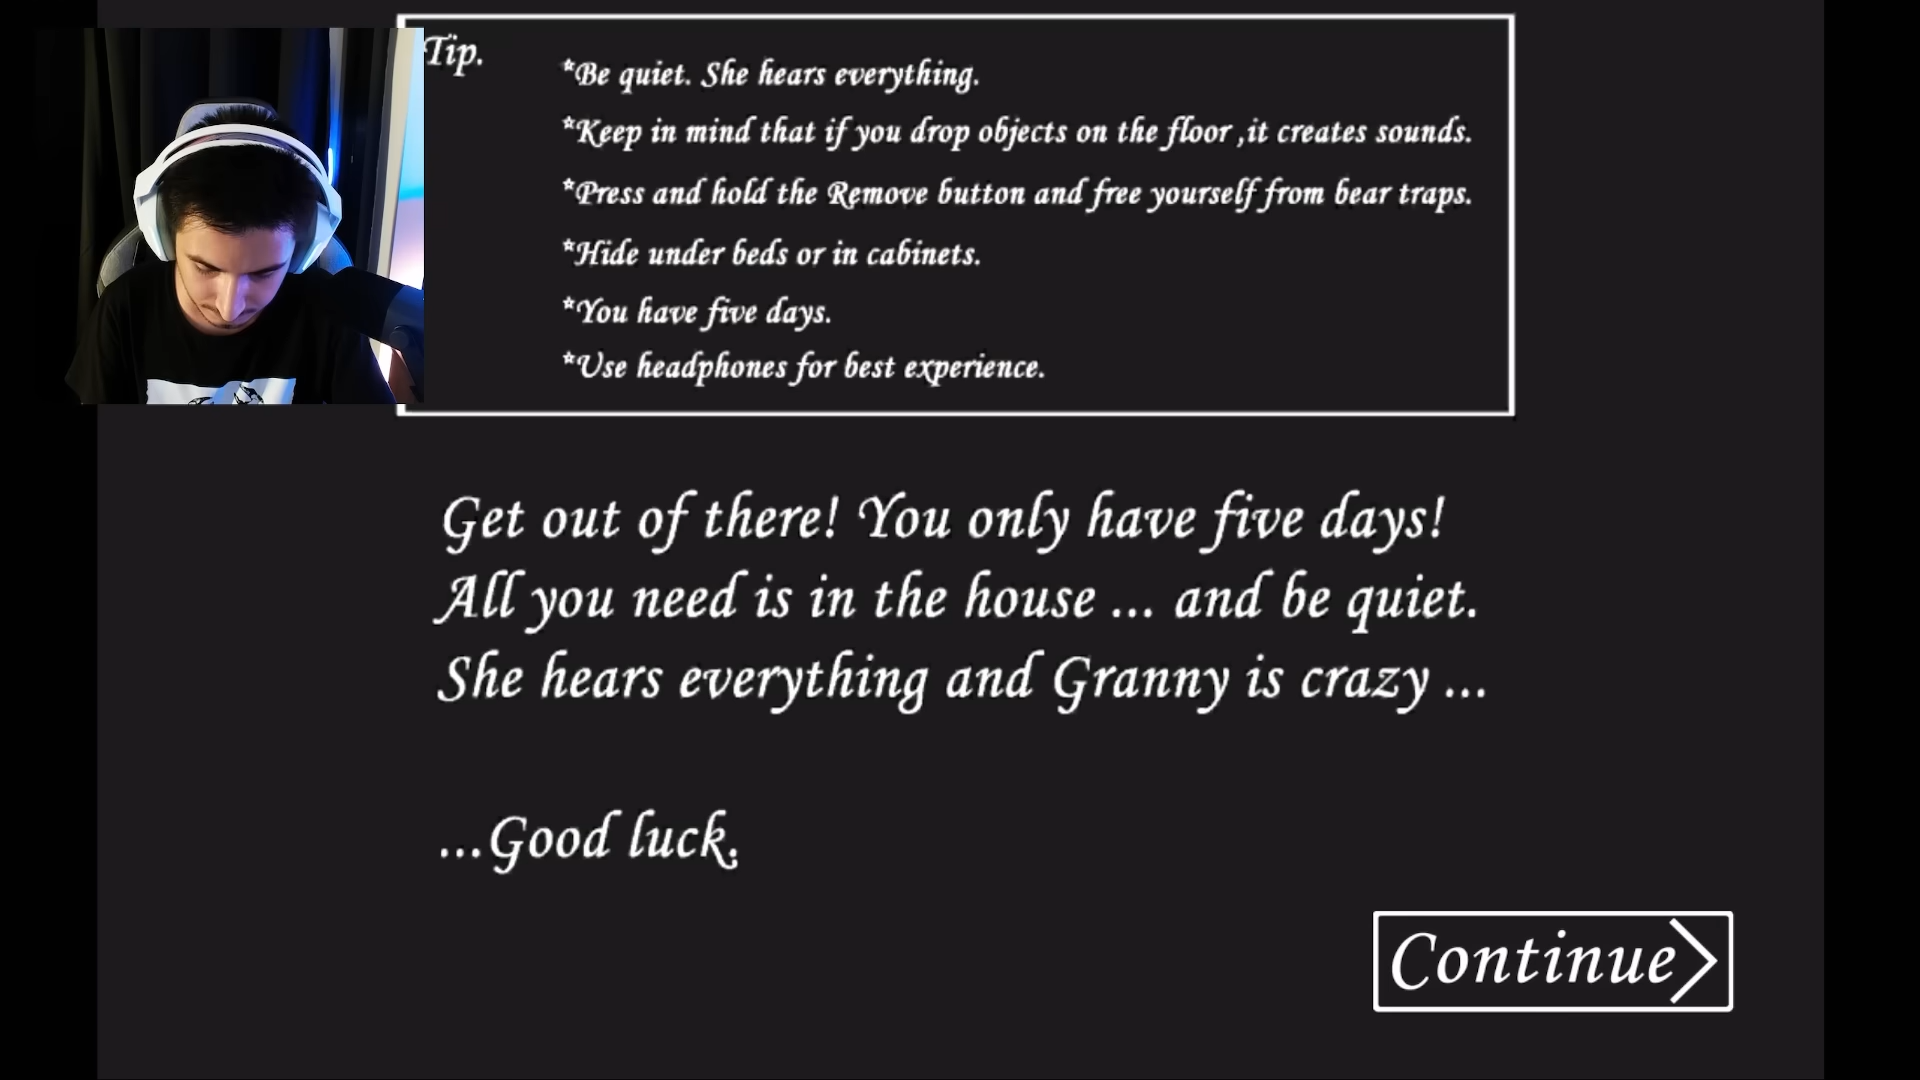 Tip.
*Be quiet. She hears everything.
*Keep in mind that if you drop objects on the floor ,it creates sounds.
*Press and hold the Remove button and free yourself from bear traps.
*Hide under beds or in cabinets.
*You have five days.
*Use headphones for best experience.
Get out of there! You only have five days!
All you need is in the house ... and be quiet.
She hears everything and Granny is crazy ...
...Good luck.
Continue